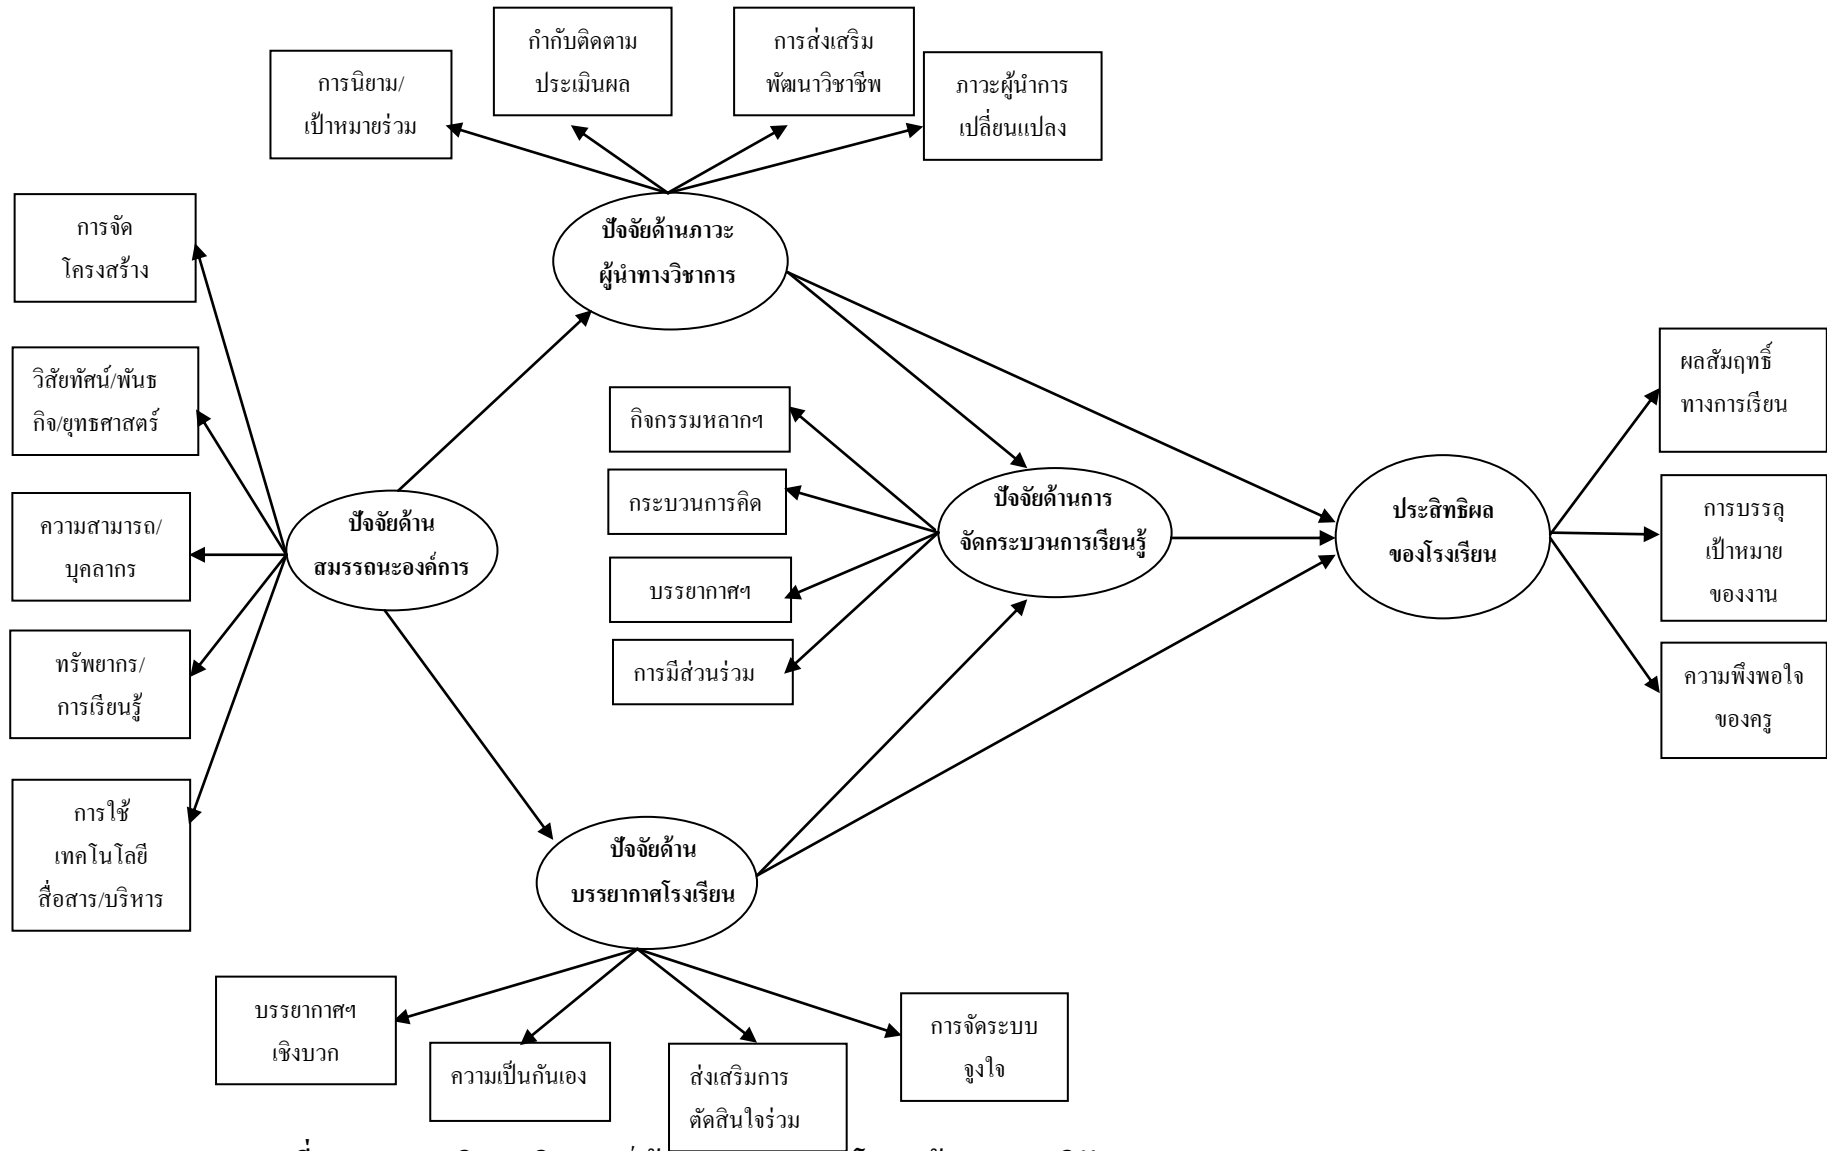 กำกับติดตาม
ประเมินผล
การส่งเสริม
พัฒนาวิชาชีพ
การนิยาม/
เป้าหมายร่วม
ภาวะผู้นำการ
เปลี่ยนแปลง
การจัด
โครงสร้าง
ปัจจัยด้านภาวะ
ผู้นำทางวิชาการ
วิสัยทัศน์/พันธ
กิจ/ยุทธศาสตร์
กิจกรรมหลากฯ
ผลสัมฤทธิ์
ทางการเรียน
ความสามารถ/
บุคลากร
ปัจจัยด้าน
สมรรถนะองค์การ
กระบวนการคิด
ปัจจัยด้านการ
จัดกระบวนการเรียนรู้
ประสิทธิผล
ของโรงเรียน
การบรรลุ
เป้าหมาย
ของงาน
บรรยากาศฯ
ทรัพยากร/
การเรียนรู้
การมีส่วนร่วม
ความพึงพอใจ
ของครู
การใช้
เทคโนโลยี
สื่อสาร/บริหาร
ปัจจัยด้าน
บรรยากาศโรงเรียน
บรรยากาศฯ
เชิงบวก
ความเป็นกันเอง
ส่งเสริมการ
ตัดสินใจร่วม
การจัดระบบ
จูงใจ